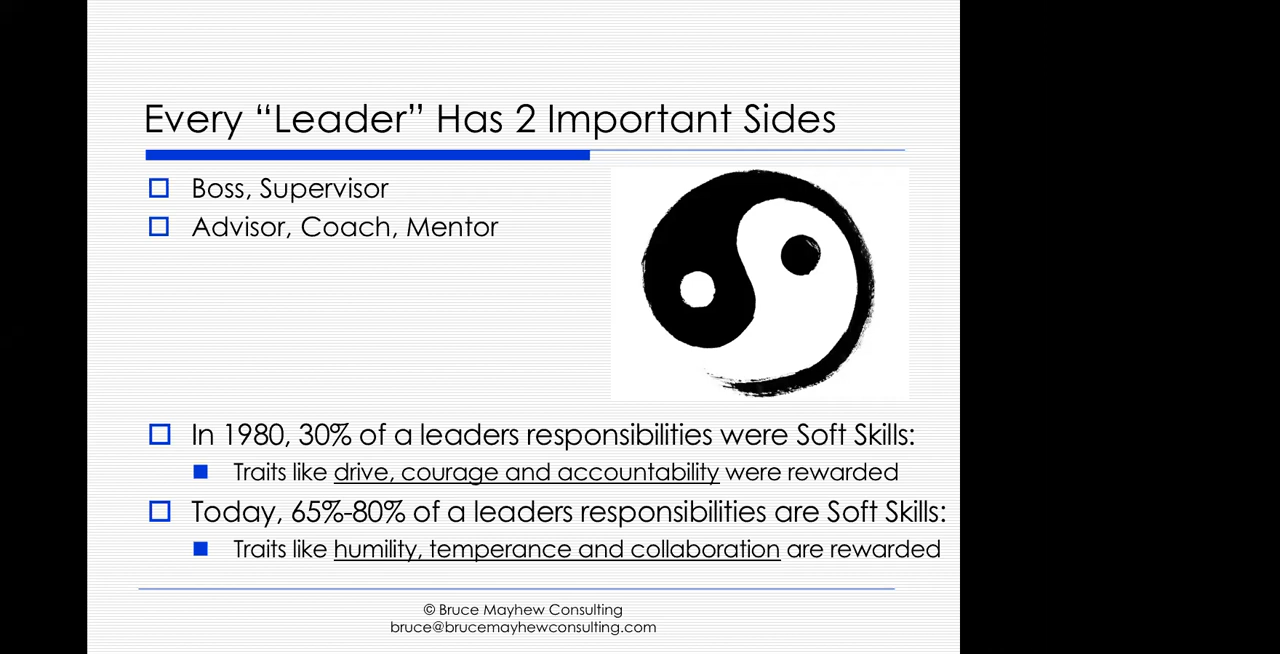 Every “Leader” Has 2 Important Sides
Boss, Supervisor
Advisor, Coach, Mentor
In 1980, 30% of a leaders responsibilities were Soft Skills:
Traits like drive, courage and accountability were rewarded
Today, 65%-80% of a leaders responsibilities are Soft Skills:
Traits like humility, temperance and collaboration are rewarded
© Bruce Mayhew Consulting
bruce@brucemayhewconsulting.com